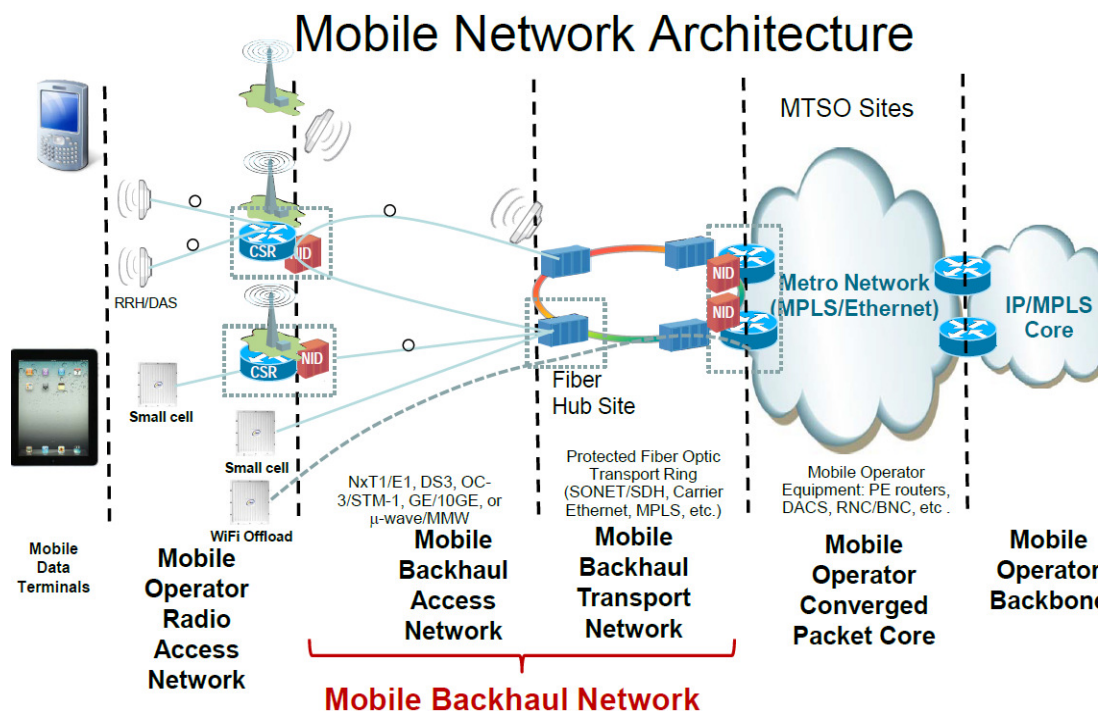 Mobile Network Architecture
MTSO Sites
CSR
NID
RRH/DAS
NID
NID
Metro Network
(MPLS/Ethernet)
IP/MPLS
Core
CSR
NID
Fiber
Hub Site
Small cell
Small cell
WiFi Offload
NxT1/E1, DS3, OC-
3/STM-1, GE/10GE, or
µ-wave/MMW
Protected Fiber Optic
Transport Ring
(SONET/SDH, Carrier
Ethernet, MPLS, etc.)
Mobile Operator
Equipment: PE routers,
DACS, RNC/BNC, etc .
Mobile
Data
Terminals
Mobile
Operator
Radio
Access
Network
Mobile
Backhaul
Access
Network
Mobile
Backhaul
Transport
Network
Mobile
Operator
Converged
Packet Core
Mobile
Operator
Backbone
Mobile Backhaul Network